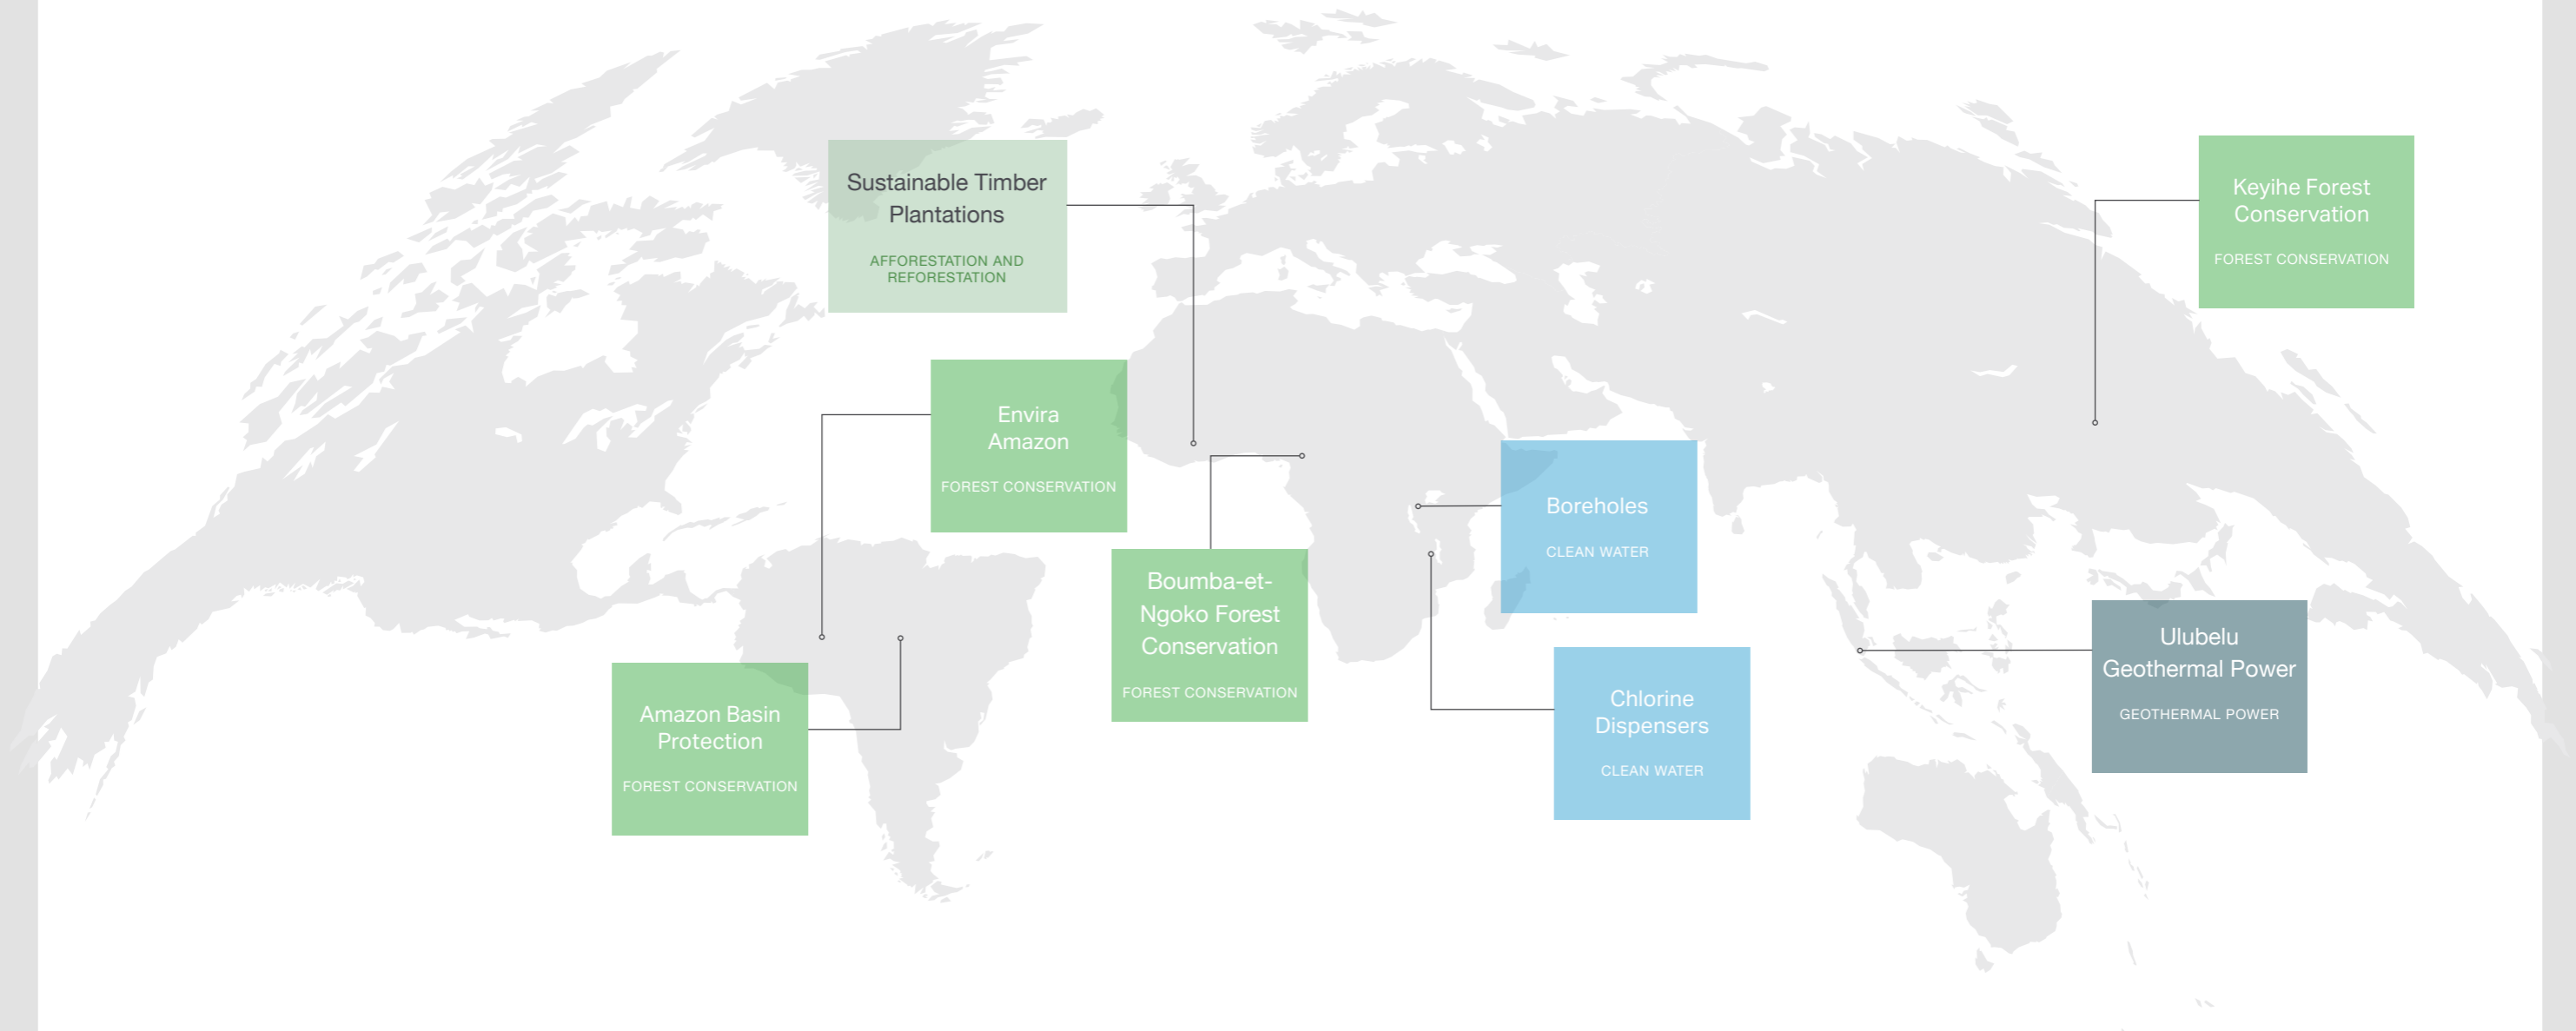 Sustainable Timber
Plantations
AFFORESTATION AND
REFORESTATION
Keyihe Forest
Conservation
FOREST CONSERVATION
Envira
Amazon
FOREST CONSERVATION
Boreholes
CLEAN WATER
Boumba-et-
Ngoko Forest
Conservation
FOREST CONSERVATION
Ulubelu
Geothermal Power
GEOTHERMAL POWER
Amazon Basin
Protection
FOREST CONSERVATION
Chlorine
Dispensers
CLEAN WATER